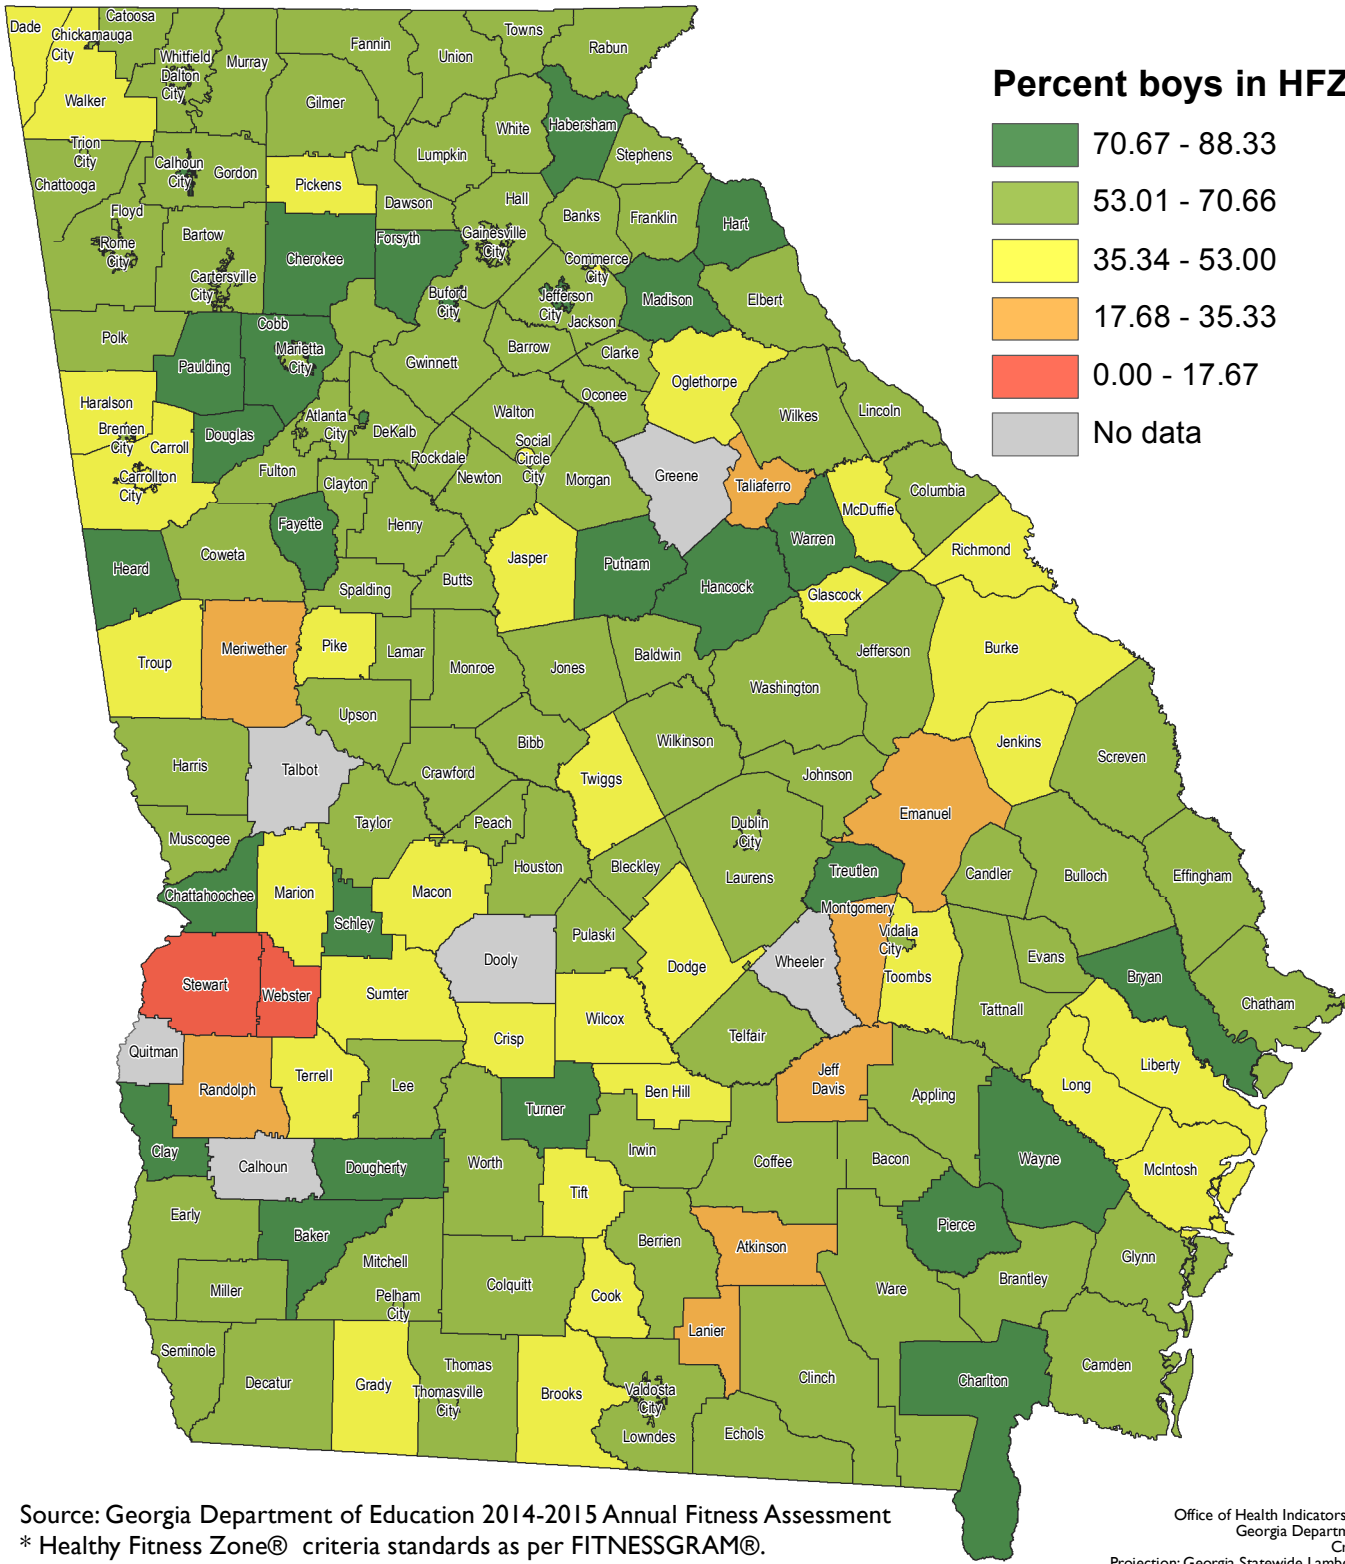 Percent boys in HFZ
70.67 - 88.33
53.01 - 70.66
35.34 - 53.00
17.68 - 35.33
0.00 - 17.67
No data
Dade
Chickamauga
City
Catoosa
Whitfield
Dalton
City
Murray
Fannin
Union
Towns
Rabun
Walker
Gilmer
White
Habersham
Lumpkin
Stephens
Trion
City
Chattooga
Calhoun
City
Gordon
Pickens
Dawson
Hall
Banks
Franklin
Hart
Floyd
Rome
City
Bartow
Cartersville
City
Cherokee
Forsyth
Gainesville
City
Commerce
City
Buford
City
Jefferson
City
Jackson
Madison
Elbert
Polk
Paulding
Cobb
Marietta
City
Gwinnett
Barrow
Clarke
Oconee
Oglethorpe
Wilkes
Lincoln
Haralson
Bremen
City
Carroll
Carrollton
City
Douglas
Atlanta
City
DeKalb
Fulton
Clayton
Rockdale
Walton
Social
Circle
City
Newton
Morgan
Greene
Taliaferro
McDuffie
Columbia
Richmond
Warren
Glascock
Heard
Coweta
Fayette
Henry
Spalding
Butts
Jasper
Putnam
Hancock
Troup
Meriwether
Pike
Lamar
Monroe
Jones
Baldwin
Washington
Jefferson
Burke
Upson
Harris
Talbot
Crawford
Bibb
Twiggs
Wilkinson
Johnson
Jenkins
Screven
Emanuel
Muscogee
Taylor
Peach
Houston
Bleckley
Dublin
City
Laurens
Treutlen
Candler
Bulloch
Effingham
Chattahoochee
Marion
Schley
Macon
Dooly
Pulaski
Dodge
Wheeler
Montgomery
Vidalia
City
Toombs
Tattnall
Evans
Bryan
Chatham
Stewart
Webster
Sumter
Crisp
Wilcox
Telfair
Jeff
Davis
Appling
Long
Liberty
Quitman
Randolph
Terrell
Lee
Turner
Ben Hill
Clay
Calhoun
Dougherty
Worth
Irwin
Coffee
Bacon
Wayne
McIntosh
Tift
Early
Baker
Mitchell
Pelham
City
Miller
Colquitt
Berrien
Atkinson
Pierce
Ware
Brantley
Glynn
Cook
Lanier
Seminole
Decatur
Grady
Thomas
Thomasville
City
Brooks
Valdosta
City
Lowndes
Echols
Clinch
Charlton
Camden
Source: Georgia Department of Education 2014-2015 Annual Fitness Assessment
* Healthy Fitness Zone® criteria standards as per FITNESSGRAM®.
Office of Health Indicators
Georgia Departm
Cr
Projection: Georgia Statewide Lambe